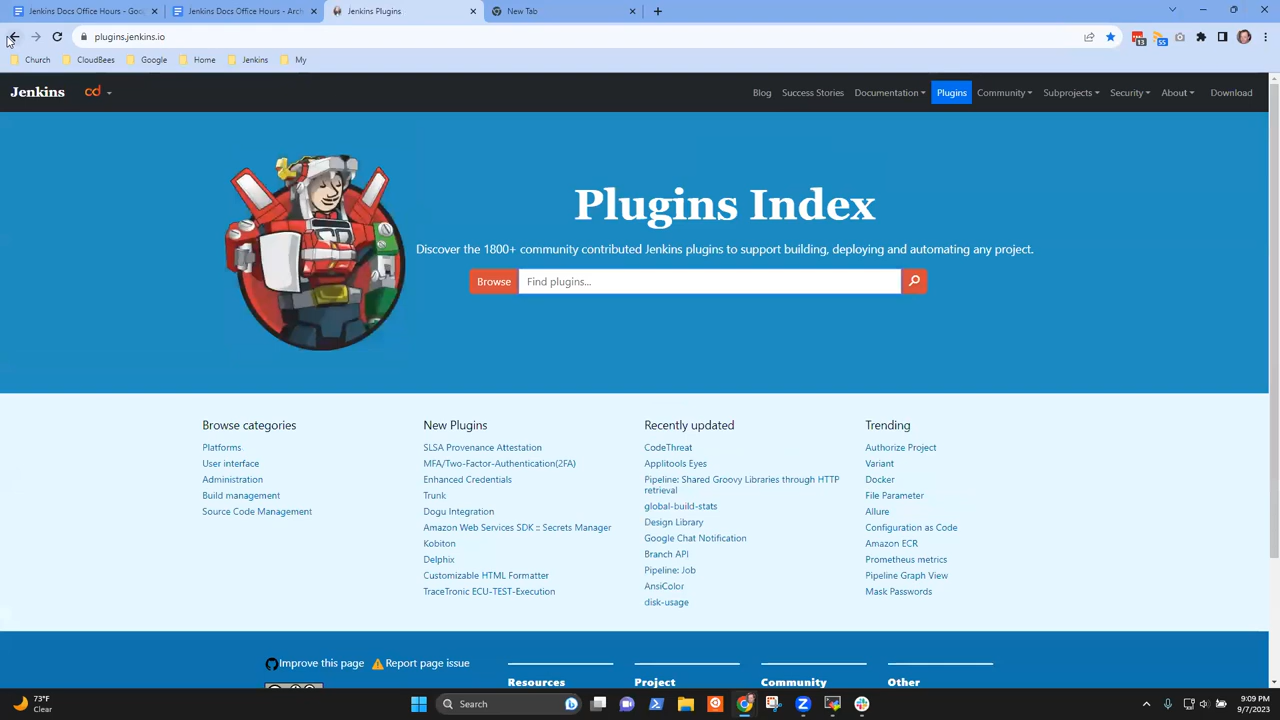 Jenkins Docs Office Hours - Goo
Jenkins Docs Office Hours - Arch
Jenkins Plugins
New Tab
plugins.jenkins.io
13
55
Church
CloudBees
Google
Home
Jenkins
My
Jenkins
cd
Blog
Success Stories
Documentation
Plugins
Community
Subprojects
Security
About
Download
Plugins Index
Discover the 1800+ community contributed Jenkins plugins to support building, deploying and automating any project.
Browse
Find plugins...
Browse categories
Platforms
User interface
Administration
Build management
Source Code Management
New Plugins
SLSA Provenance Attestation
MFA/Two-Factor-Authentication(2FA)
Enhanced Credentials
Trunk
Dogu Integration
Amazon Web Services SDK :: Secrets Manager
Kobiton
Delphix
Customizable HTML Formatter
TraceTronic ECU-TEST-Execution
Recently updated
CodeThreat
Applitools Eyes
Pipeline: Shared Groovy Libraries through HTTP
retrieval
global-build-stats
Design Library
Google Chat Notification
Branch API
Pipeline: Job
AnsiColor
disk-usage
Trending
Authorize Project
Variant
Docker
File Parameter
Allure
Configuration as Code
Amazon ECR
Prometheus metrics
Pipeline Graph View
Mask Passwords
Improve this page
Report page issue
Resources
Project
Community
Other
73°F
Clear
Search
9:09 PM
9/7/2023